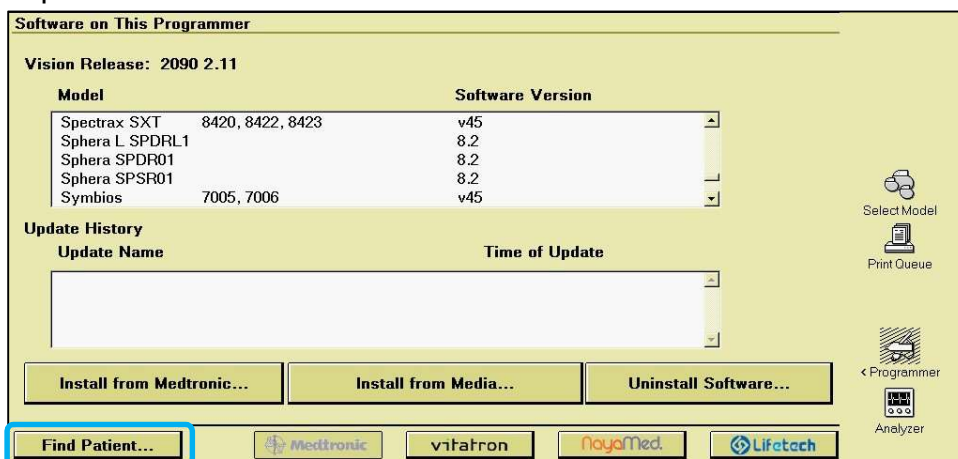 Software on This Programmer
Vision Release: 2090 2.11
Model Software Version
Spectrax SXT 8420, 8422, 8423 v45
Sphera L SPDRL1 8.2
Sphera SPDR01 8.2
Sphera SPSR01 8.2
Symbios 7005, 7006 v45
Select Model
Update History
Update Name Time of Update
Print Queue
Install from Medtronic... Install from Media... Uninstall Software...
< Programmer
Analyzer
Find Patient... Medtronic vitatron NayaMed. Lifetech